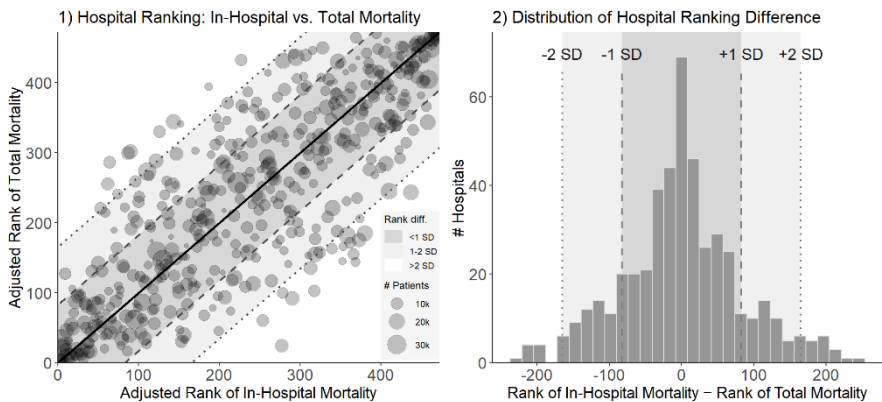 1) Hospital Ranking: In-Hospital vs. Total Mortality
Adjusted Rank of Total Mortality
400
300
200
100
0
0
100
200
300
400
Adjusted Rank of In-Hospital Mortality
Rank diff.
<1 SD
1-2 SD
>2 SD
# Patients
10k
20k
30k
2) Distribution of Hospital Ranking Difference
-2 SD
-1 SD
+1 SD
+2 SD
# Hospitals
60
40
20
0
-200
-100
0
100
200
Rank of In-Hospital Mortality − Rank of Total Mortality